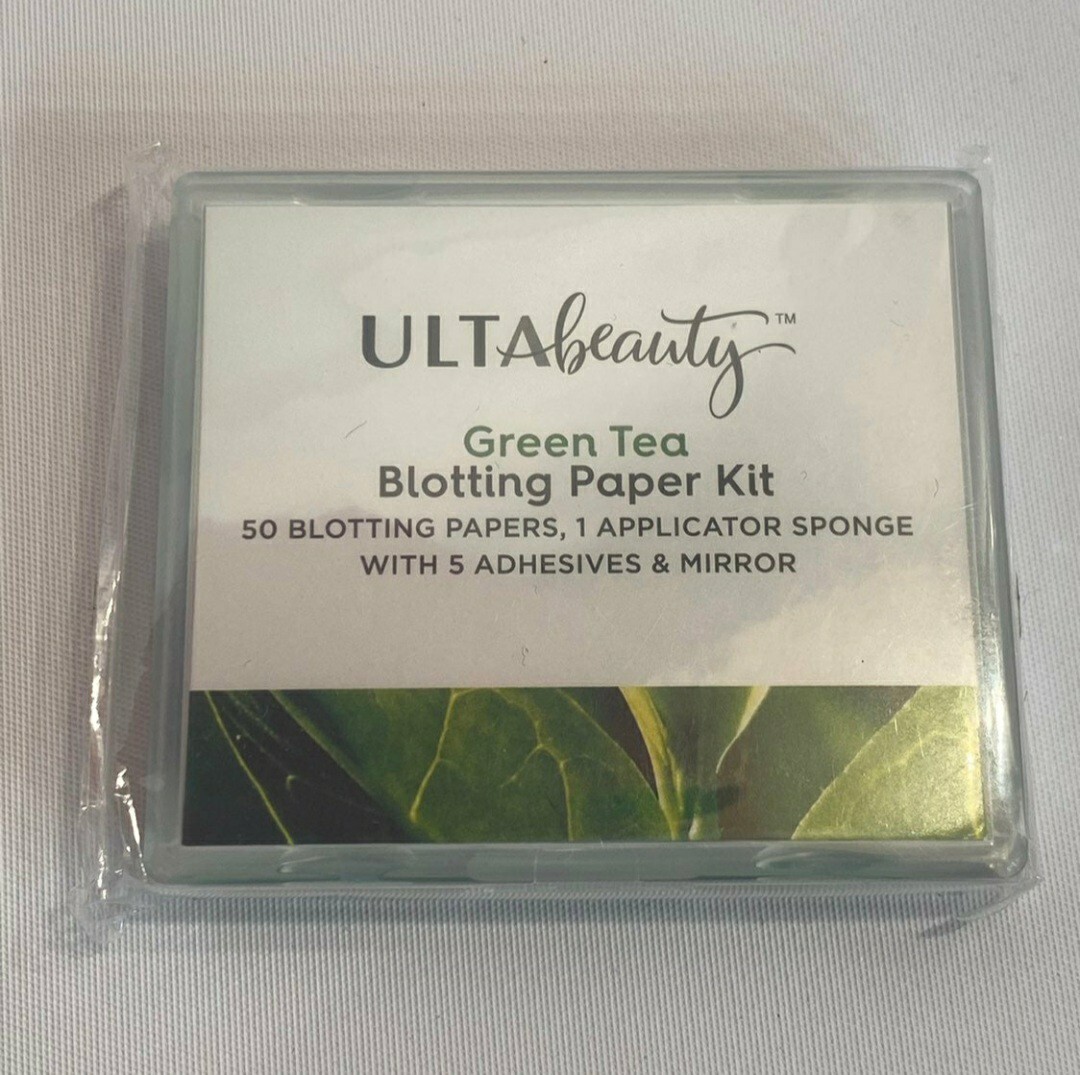 ULTAbeauty™
Green Tea
Blotting Paper Kit
50 BLOTTING PAPERS, 1 APPLICATOR SPONGE
WITH 5 ADHESIVES & MIRROR